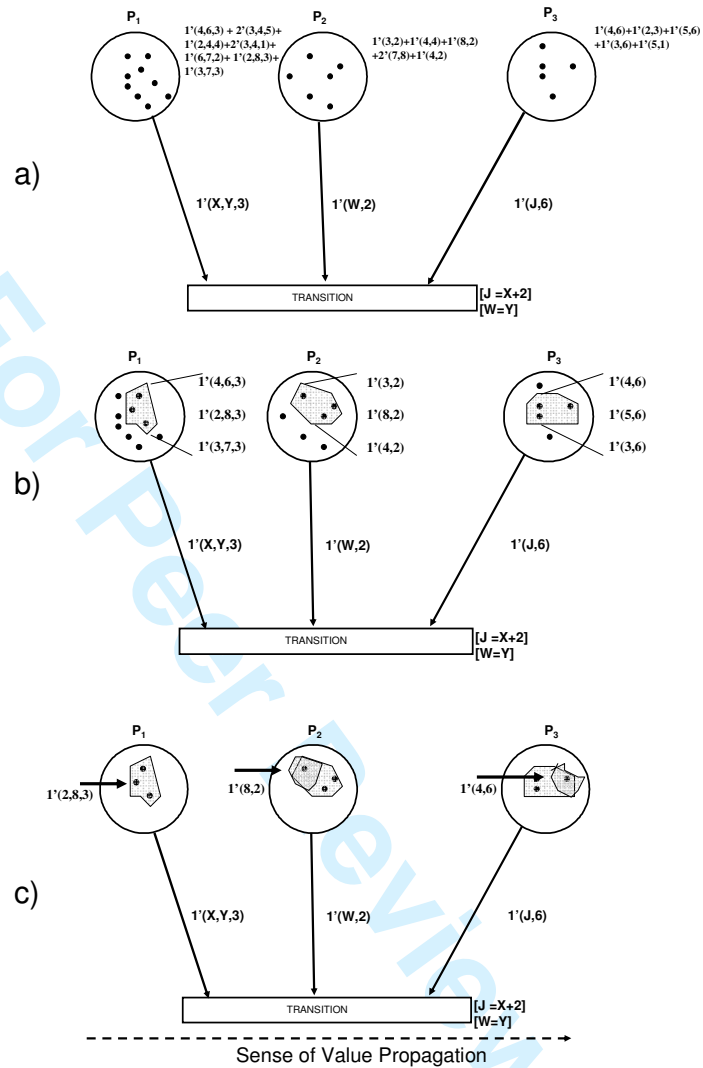 P1
P2
P3
1'(4,6,3) + 2'(3,4,5)+
1'(2,4,4)+2'(3,4,1)+
1'(6,7,2)+ 1'(2,8,3)+
1'(3,7,3)
1'(3,2)+1'(4,4)+1'(8,2)
+2'(7,8)+1'(4,2)
1'(4,6)+1'(2,3)+1'(5,6)
+1'(3,6)+1'(5,1)
a)
1'(X,Y,3)
1'(W,2)
1'(J,6)
TRANSITION
[J =X+2]
[W=Y]
P1
P2
P3
1'(4,6,3)
1'(2,8,3)
1'(3,7,3)
1'(3,2)
1'(8,2)
1'(4,2)
1'(4,6)
1'(5,6)
1'(3,6)
b)
1'(X,Y,3)
1'(W,2)
1'(J,6)
TRANSITION
[J =X+2]
[W=Y]
P1
P2
P3
1'(2,8,3)
1'(8,2)
1'(4,6)
c)
1'(X,Y,3)
1'(W,2)
1'(J,6)
TRANSITION
[J =X+2]
[W=Y]
Sense of Value Propagation
For Peer Review